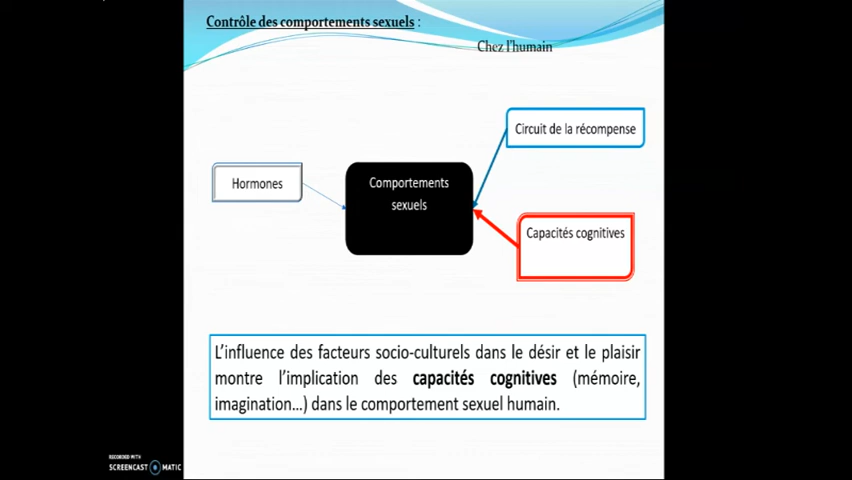 Contrôle des comportements sexuels :
Chez l'humain
Circuit de la récompense
Hormones
Comportements
sexuels
Capacités cognitives
L'influence des facteurs socio-culturels dans le désir et le plaisir
montre l'implication des capacités cognitives (mémoire,
imagination...) dans le comportement sexuel humain.
RECORDED WITH
SCREENCAST MATIC